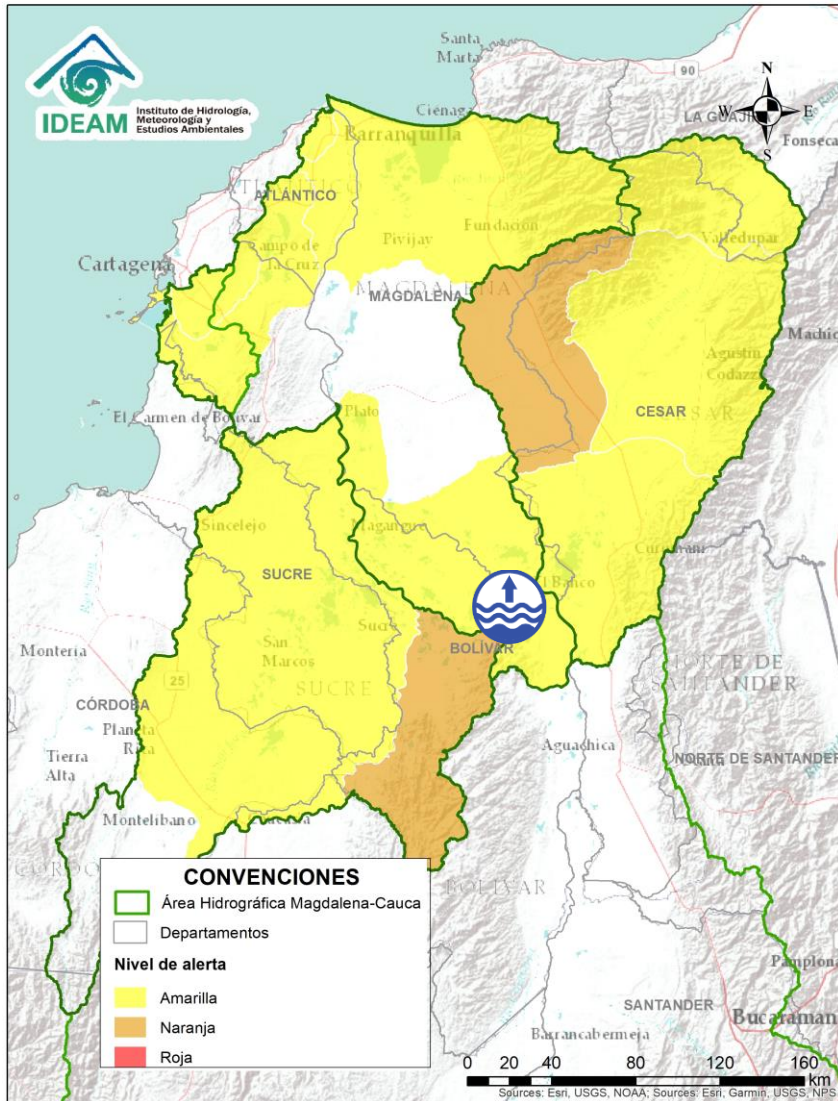 IDEAM
Instituto de Hidrología,
Meteorología y
Estudios Ambientales
Santa
Marta
90
N
W E
S
LA GUAJI
Fonseca
Ciénaga
Barranquilla
ATLÁNTICO
Cartagena
Campo de
la Cruz
Pivijay
Fundación
Valledupar
MAGDALENA
MAGDALENA
Agustín
Codazzi
CESAR
El Carmen de Bolívar
Plato
Sincelejo
Magangué
SUCRE
El Banco
Sucre
BOLÍVAR
San
Marcos
SUCRE
Montería
25
CÓRDOBA
Planeta
Rica
Tierra
Alta
Montelíbano
Aguachica
NORTE DE
SANTANDER
NORTE DE SANTANDER
BOLÍVAR
CONVENCIONES
Área Hidrográfica Magdalena-Cauca
Departamentos
Nivel de alerta
Amarilla
Naranja
Roja
Pamplona
SANTANDER
Bucaraman
Barrancabermeja
0 20 40 80 120 160
km
Sources: Esri, USGS, NOAA; Sources: Esri, Garmin, USGS, NPS